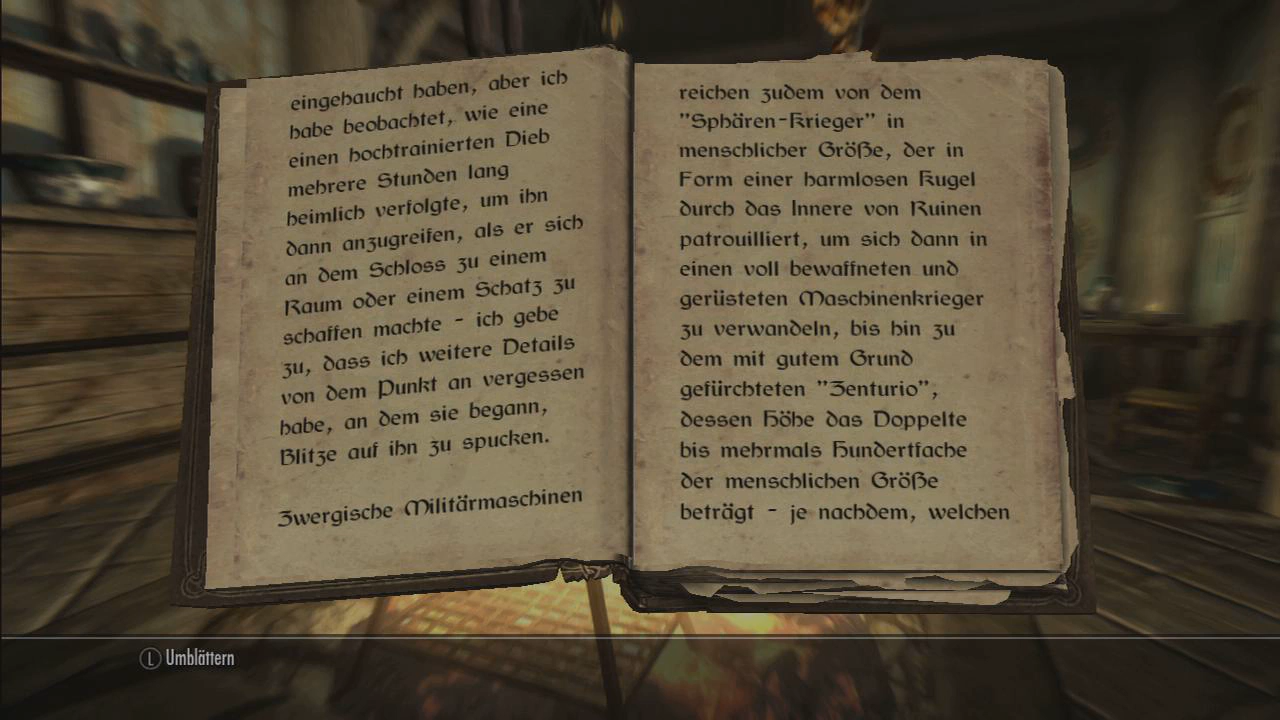 eingehaucht haben, aber ich
habe beobachtet, wie eine
einen hochtrainierten Dieb
mehrere Stunden lang
heimlich verfolgte, um ihn
dann anzugreifen, als er sich
an dem Schloss zu einem
Raum oder einem Schatz zu
schaffen machte - ich gebe
zu, dass ich weitere Details
von dem Punkt an vergessen
habe, an dem sie begann,
Blitze auf ihn zu spucken.
Zwergische Militärmaschinen
reichen zudem von dem
"Sphären-Krieger" in
menschlicher Größe, der in
Form einer harmlosen Kugel
durch das Innere von Ruinen
patrouilliert, um sich dann in
einen voll bewaffneten und
gerüsteten Maschinenkrieger
zu verwandeln, bis hin zu
dem mit gutem Grund
gefürchteten "Zenturio",
dessen Höhe das Doppelte
bis mehrmals Hundertfache
der menschlichen Größe
beträgt - je nachdem, welchen
L Umblättern